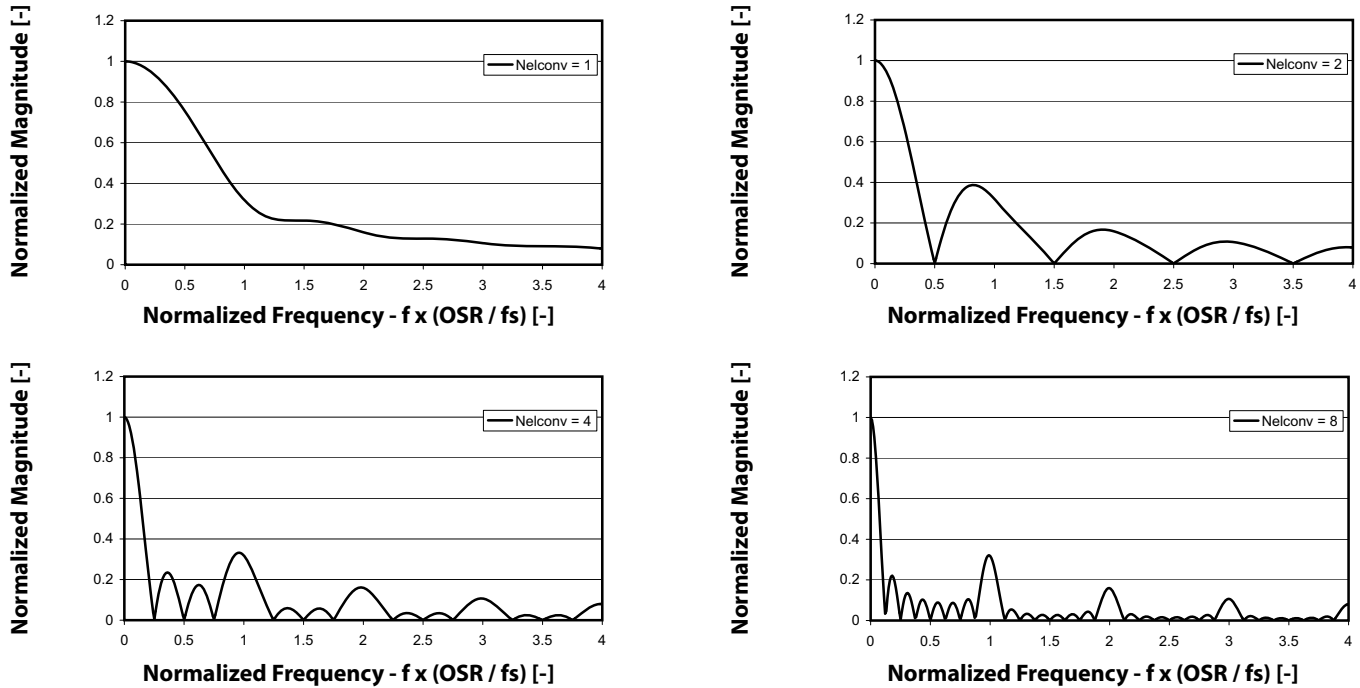 Normalized Magnitude [-]
1.2
1
0.8
0.6
0.4
0.2
0
Nelconv = 1
0 0.5 1 1.5 2 2.5 3 3.5 4
Normalized Frequency - f x (OSR / fs) [-]
Normalized Magnitude [-]
1.2
1
0.8
0.6
0.4
0.2
0
Nelconv = 2
0 0.5 1 1.5 2 2.5 3 3.5 4
Normalized Frequency - f x (OSR / fs) [-]
Normalized Magnitude [-]
1.2
1
0.8
0.6
0.4
0.2
0
Nelconv = 4
0 0.5 1 1.5 2 2.5 3 3.5 4
Normalized Frequency - f x (OSR / fs) [-]
Normalized Magnitude [-]
1.2
1
0.8
0.6
0.4
0.2
0
Nelconv = 8
0 0.5 1 1.5 2 2.5 3 3.5 4
Normalized Frequency - f x (OSR / fs) [-]